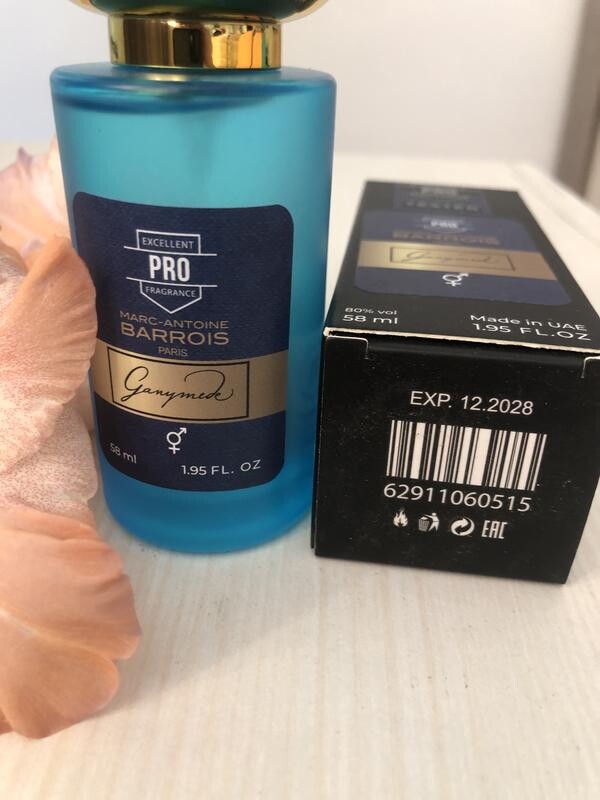 EXCELLENT
PRO
FRAGRANCE
MARC-ANTOINE
BARROIS
PARIS
Ganymede
58 ml
1.95 FL. OZ
TESTER
PRO
BARROIS
Ganymede
80% vol
58 ml
Made in UAE
1.95 FL.OZ
EXP. 12.2028
62911060515
EAC